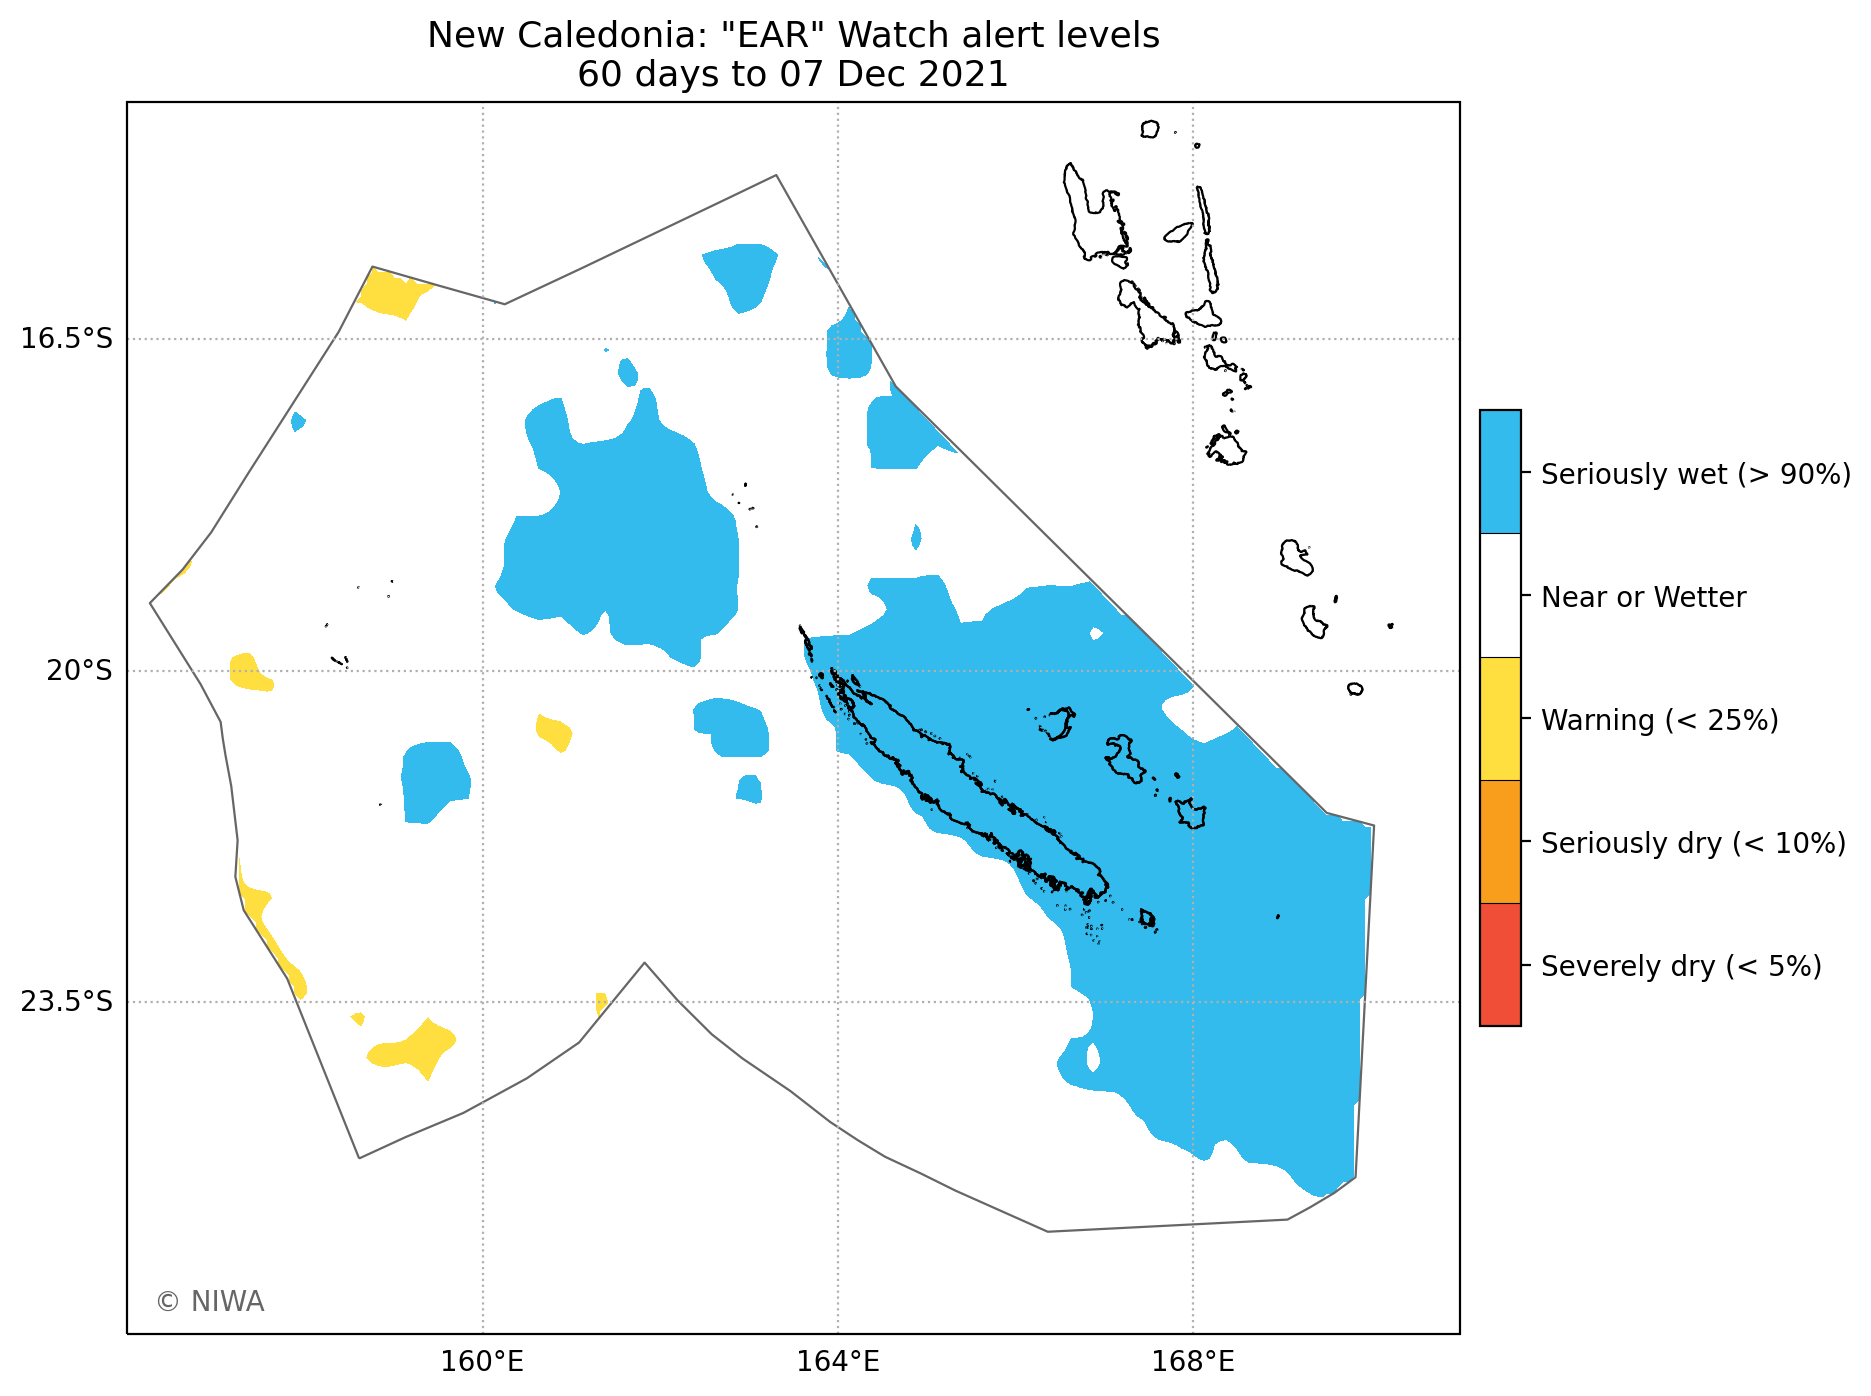 New Caledonia: "EAR" Watch alert levels
60 days to 07 Dec 2021
16.5°S
20°S
23.5°S
160°E
164°E
168°E
Seriously wet (> 90%)
Near or Wetter
Warning (< 25%)
Seriously dry (< 10%)
Severely dry (< 5%)
© NIWA